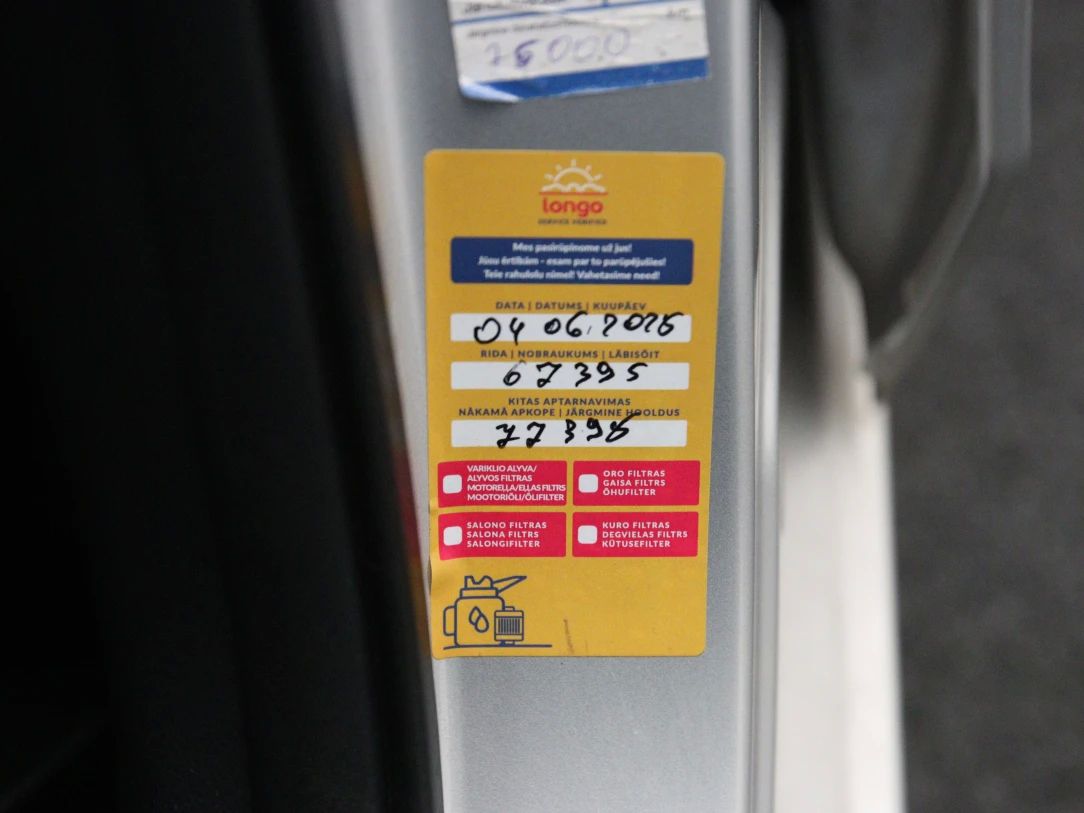 75000
longo
SERVICE VERIFIED
Mes pasirūpinome už jus!
Jūsu ērtībām - esam par to parūpējušies!
Teie rahulolu nimel! Vahetasime need!
DATA | DATUMS | KUUPÄEV
04 06.2025
RIDA | NOBRAUKUMS | LÄBISÕIT
67395
KITAS APTARNAVIMAS
NĀKAMĀ APKOPE | JÄRGMINE HOOLDUS
77395
VARIKLIO ALYVA/
ALYVOS FILTRAS
MOTOREĻĻA/EĻĻAS FILTRS
MOOTORIÕLI/ÕLIFILTER
ORO FILTRAS
GAISA FILTRS
ÕHUFILTER
SALONO FILTRAS
SALONA FILTRS
SALONGIFILTER
KURO FILTRAS
DEGVIELAS FILTRS
KÜTUSEFILTER